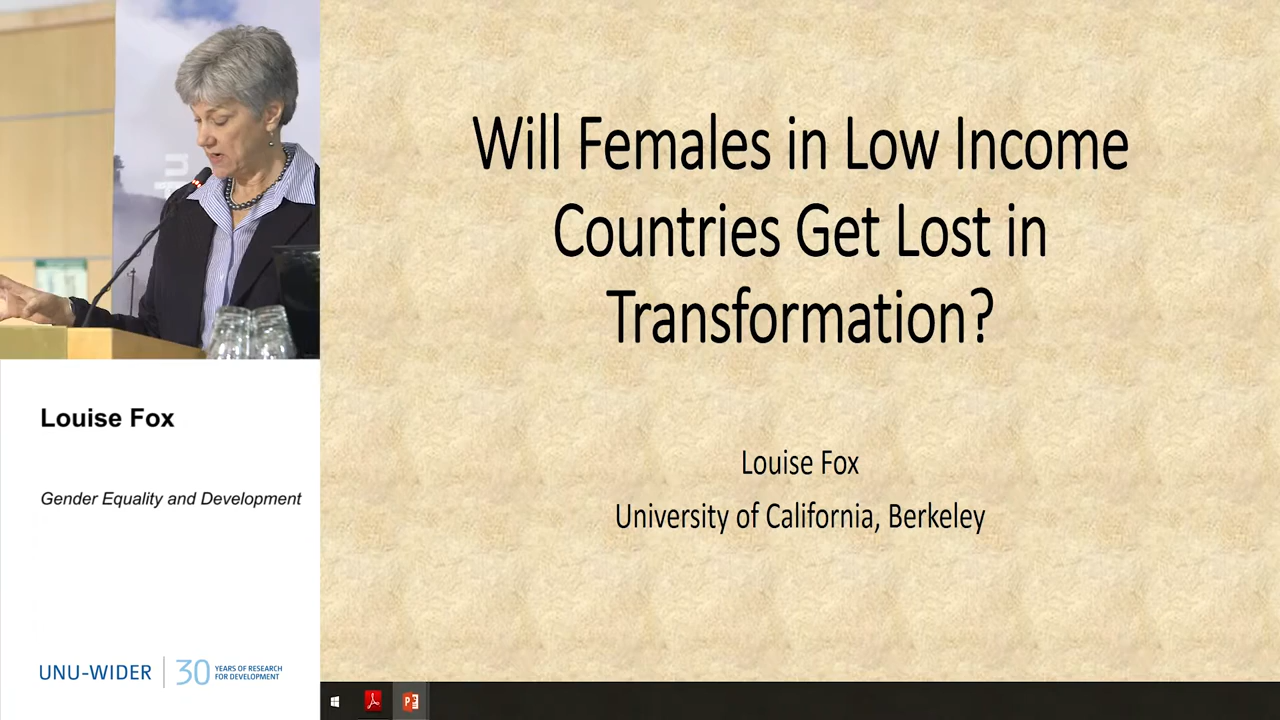 Will Females in Low Income
Countries Get Lost in
Transformation?
Louise Fox
University of California, Berkeley
Louise Fox
Gender Equality and Development
UNU-WIDER
30 YEARS OF RESEARCH
FOR DEVELOPMENT